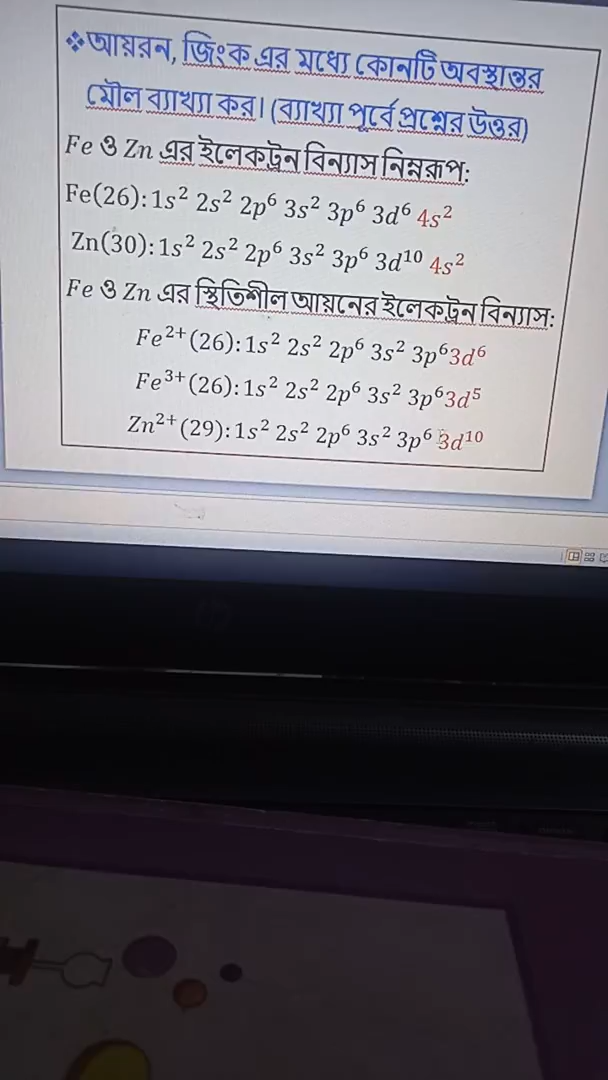 ❖আয়রন, জিংক এর মধ্যে কোনটি অবস্থান্তর
মৌল ব্যাখ্যা কর। (ব্যাখ্যা পূর্বে প্রশ্নের উত্তর)
Fe ও Zn এর ইলেকট্রন বিন্যাস নিম্নরূপ:
Fe(26): 1s² 2s² 2p⁶ 3s² 3p⁶ 3d⁶ 4s²
Zn(30): 1s² 2s² 2p⁶ 3s² 3p⁶ 3d¹⁰ 4s²
Fe ও Zn এর স্থিতিশীল আয়নের ইলেকট্রন বিন্যাস:
Fe²⁺(26): 1s² 2s² 2p⁶ 3s² 3p⁶3d⁶
Fe³⁺(26): 1s² 2s² 2p⁶ 3s² 3p⁶3d⁵
Zn²⁺(29): 1s² 2s² 2p⁶ 3s² 3p⁶ 3d¹⁰